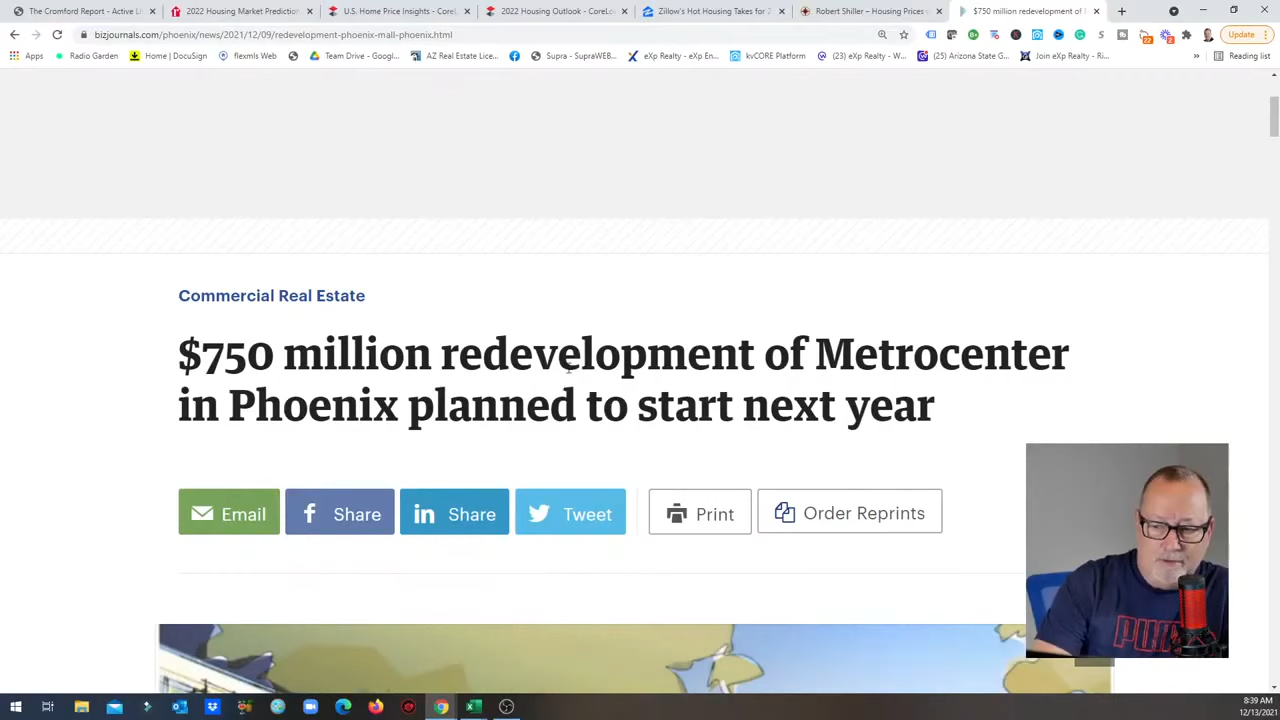 The Cromford Report - Active Li
2022 Housing Market Prediction
U.S. Home Price Insights - CoreL
2022 Housing Outlook - CoreLo
Zillow's Hot Housing Takes for 2
Robert Shiller – Housing Prices
$750 million redevelopment of
bizjournals.com/phoenix/news/2021/12/09/redevelopment-phoenix-mall-phoenix.html
Update
Apps
Radio Garden
Home | DocuSign
flexmls Web
Team Drive - Googl...
AZ Real Estate Lice...
Supra - SupraWEB...
eXp Realty - eXp En...
kvCORE Platform
(23) eXp Realty - W...
(25) Arizona State G...
Join eXp Realty - Ri...
»
Reading list
Commercial Real Estate
$750 million redevelopment of Metrocenter
in Phoenix planned to start next year
Email
Share
Share
Tweet
Print
Order Reprints
PUMA
8:39 AM
12/13/2021